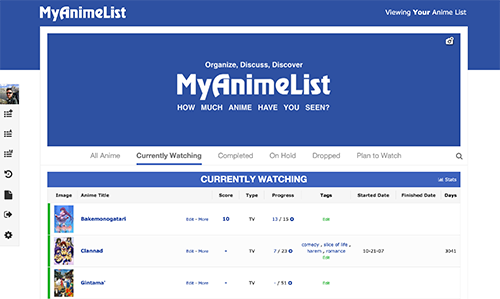 MyAnimeList
Viewing Your Anime List
Organize, Discuss, Discover
MyAnimeList
HOW MUCH ANIME HAVE YOU SEEN?
All Anime Currently Watching Completed On Hold Dropped Plan to Watch
CURRENTLY WATCHING
Stats
Image Anime Title Score Type Progress Tags Started Date Finished Date Days
Bakemonogatari Edit - More 10 TV 13 / 15 Edit
Clannad Edit - More - TV 7 / 23 comedy , slice of life , harem , romance Edit 10-21-07 3041
Gintama' Edit - More - TV - / 51 Edit